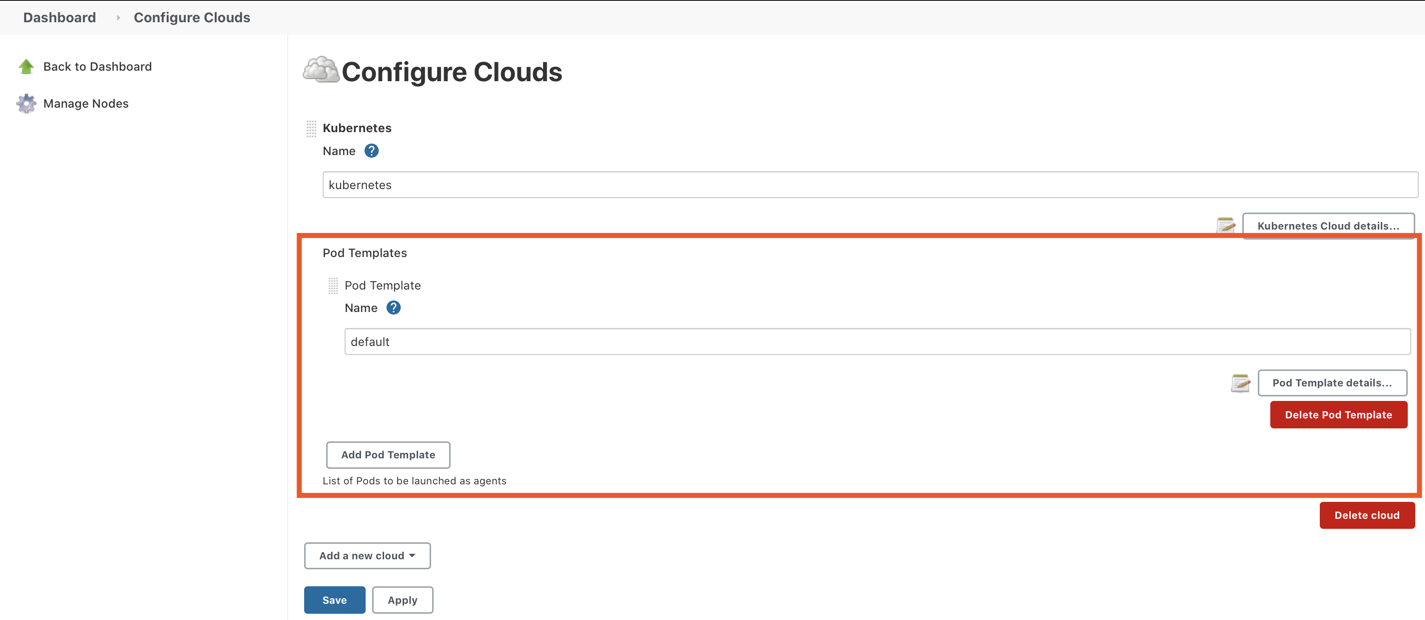 Dashboard Configure Clouds
Back to Dashboard
Manage Nodes
Configure Clouds
Kubernetes
Name ?
kubernetes
Kubernetes Cloud details...
Pod Templates
Pod Template
Name ?
default
Pod Template details...
Delete Pod Template
Add Pod Template
List of Pods to be launched as agents
Delete cloud
Add a new cloud
Save Apply